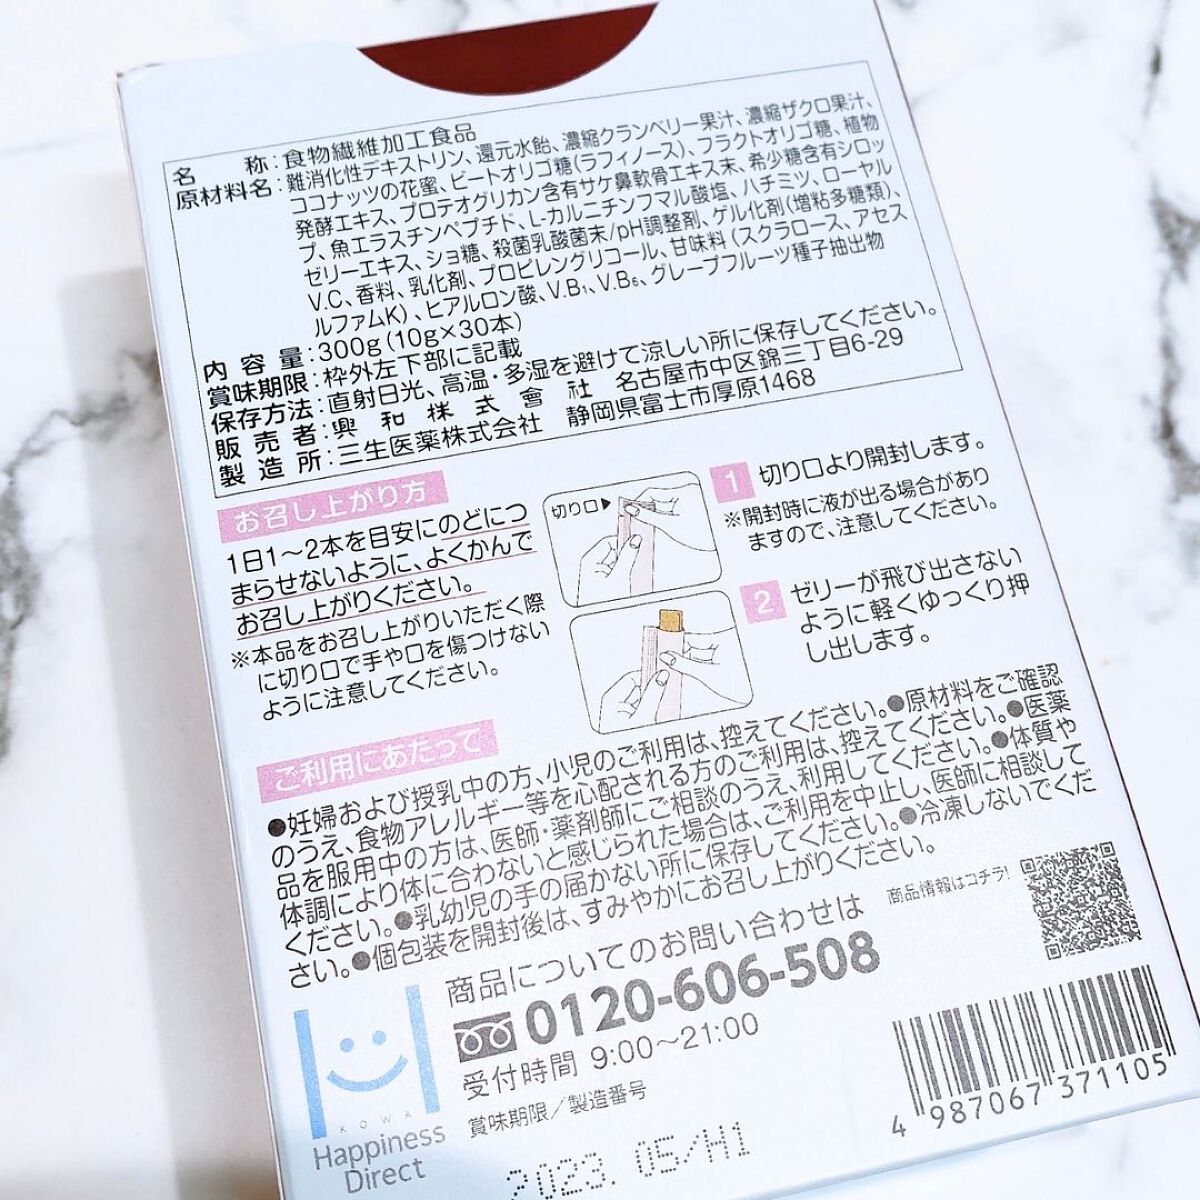 名称:食物繊維加工食品
原材料名:難消化性デキストリン、還元水飴、濃縮クランベリー果汁、濃縮ザクロ果汁、
ココナッツの花蜜、ビートオリゴ糖(ラフィノース)、フラクトオリゴ糖、植物
発酵エキス、プロテオグリカン含有サケ鼻軟骨エキス末、希少糖含有シロッ
プ、魚エラスチンペプチド、L-カルニチンフマル酸塩、ハチミツ、ローヤル
ゼリーエキス、ショ糖、殺菌乳酸菌末/pH調整剤、ゲル化剤(増粘多糖類)、
V.C、香料、乳化剤、プロピレングリコール、甘味料(スクラロース、アセス
ルファムK)、ヒアルロン酸、V.B₁、V.B₆、グレープフルーツ種子抽出物
内容量:300g(10g×30本)
賞味期限:枠外左下部に記載
保存方法:直射日光、高温・多湿を避けて涼しい所に保存してください。
販売者:興和株式會社 名古屋市中区錦三丁目6-29
製造所:三生医薬株式会社 静岡県富士市厚原1468
お召し上がり方
1日1〜2本を目安にのどにつ
まらせないように、よくかんで
お召し上がりください。
※本品をお召し上がりいただく際
に切り口で手や口を傷つけない
ように注意してください。
切り口▶
1 切り口より開封します。
※開封時に液が出る場合があり
ますので、注意してください。
2 ゼリーが飛び出さない
ように軽くゆっくり押
し出します。
ご利用にあたって
●妊婦および授乳中の方、小児のご利用は、控えてください。●原材料をご確認
のうえ、食物アレルギー等を心配される方のご利用は、控えてください。●医薬
品を服用中の方は、医師・薬剤師にご相談のうえ、利用してください。●体質や
体調により体に合わないと感じられた場合は、ご利用を中止し、医師に相談して
ください。●乳幼児の手の届かない所に保存してください。●冷凍しないでくだ
さい。●個包装を開封後は、すみやかにお召し上がりください。
商品情報はコチラ!
商品についてのお問い合わせは
0120-606-508
受付時間 9:00〜21:00
賞味期限/製造番号
2023.05/H1
KOWA
Happiness
Direct
4 987067 371105